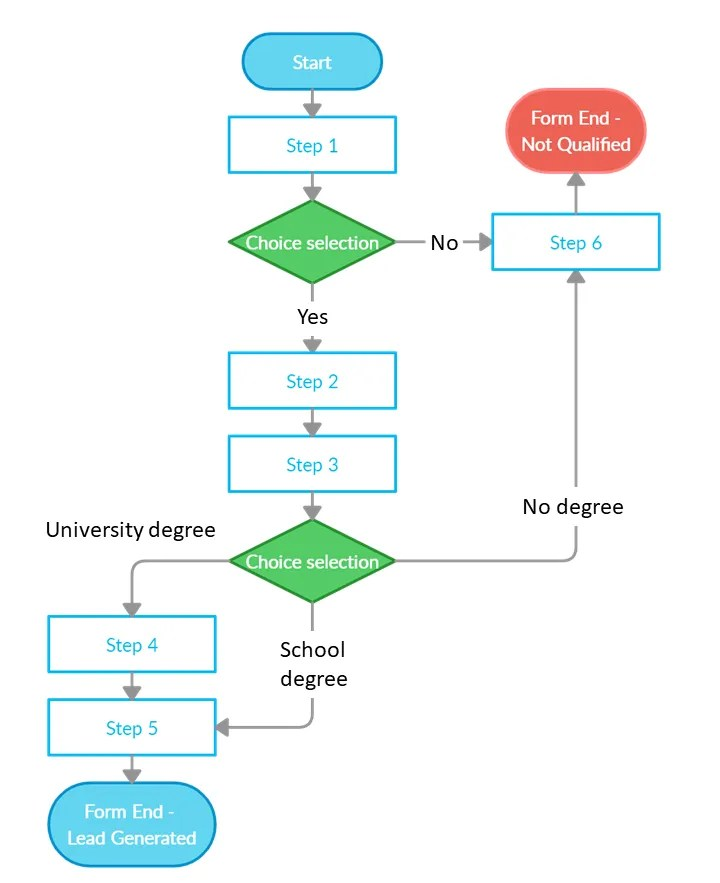 Start
Step 1
Form End -
Not Qualified
Choice selection
No
Step 6
Yes
Step 2
Step 3
No degree
University degree
Choice selection
Step 4
School
degree
Step 5
Form End -
Lead Generated